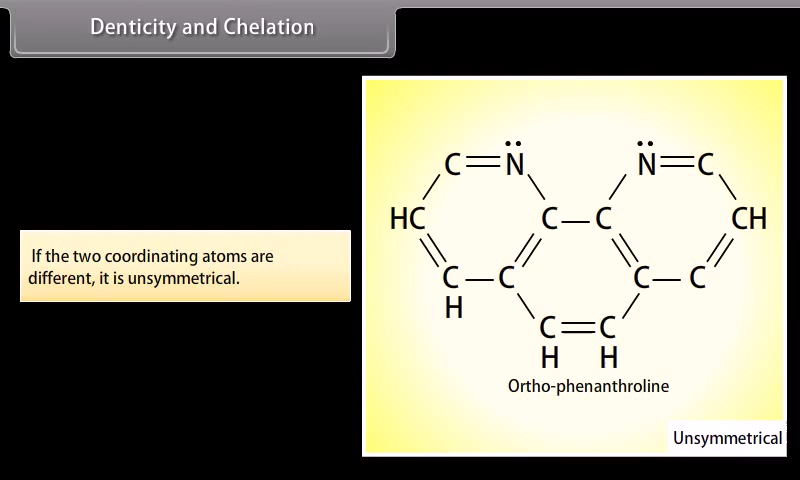 Denticity and Chelation
If the two coordinating atoms are
different, it is unsymmetrical.
C N N C
HC C C CH
C C C C
H
C C
H H
Ortho-phenanthroline
Unsymmetrical